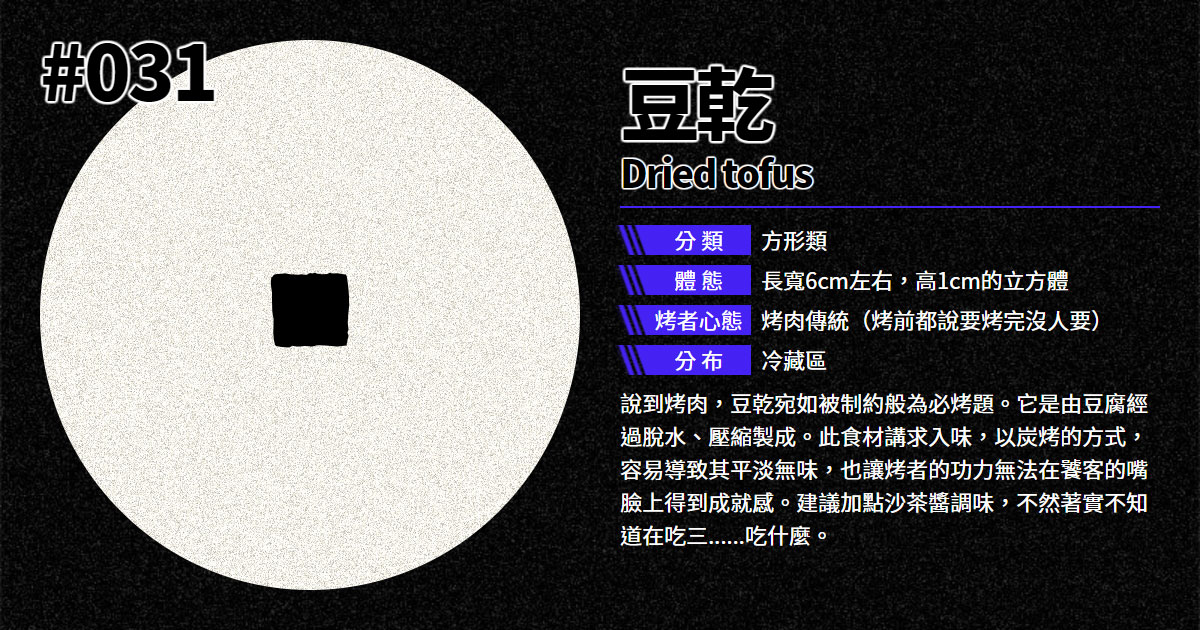 #031
豆乾
Dried tofus
分類 方形類
體態 長寬6cm左右，高1cm的立方體
烤者心態 烤肉傳統（烤前都說要烤完沒人要）
分布 冷藏區
說到烤肉，豆乾宛如被制約般為必烤題。它是由豆腐經
過脫水、壓縮製成。此食材講求入味，以炭烤的方式，
容易導致其平淡無味，也讓烤者的功力無法在饕客的嘴
臉上得到成就感。建議加點沙茶醬調味，不然著實不知
道在吃三......吃什麼。